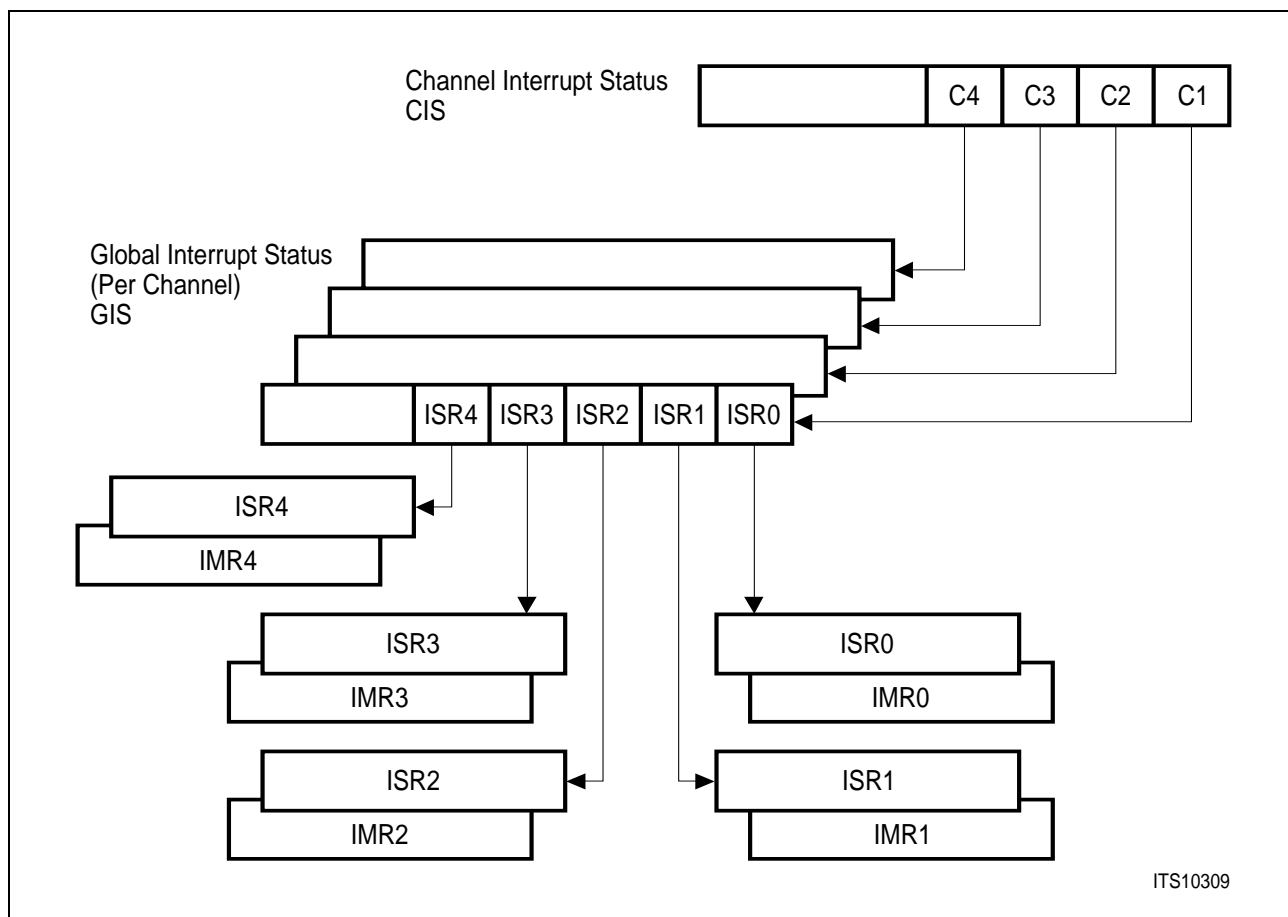 Channel Interrupt Status
CIS
C4 C3 C2 C1
Global Interrupt Status
(Per Channel)
GIS
ISR4 ISR3 ISR2 ISR1 ISR0
ISR4
IMR4
ISR3 ISR0
IMR3 IMR0
ISR2 ISR1
IMR2 IMR1
ITS10309